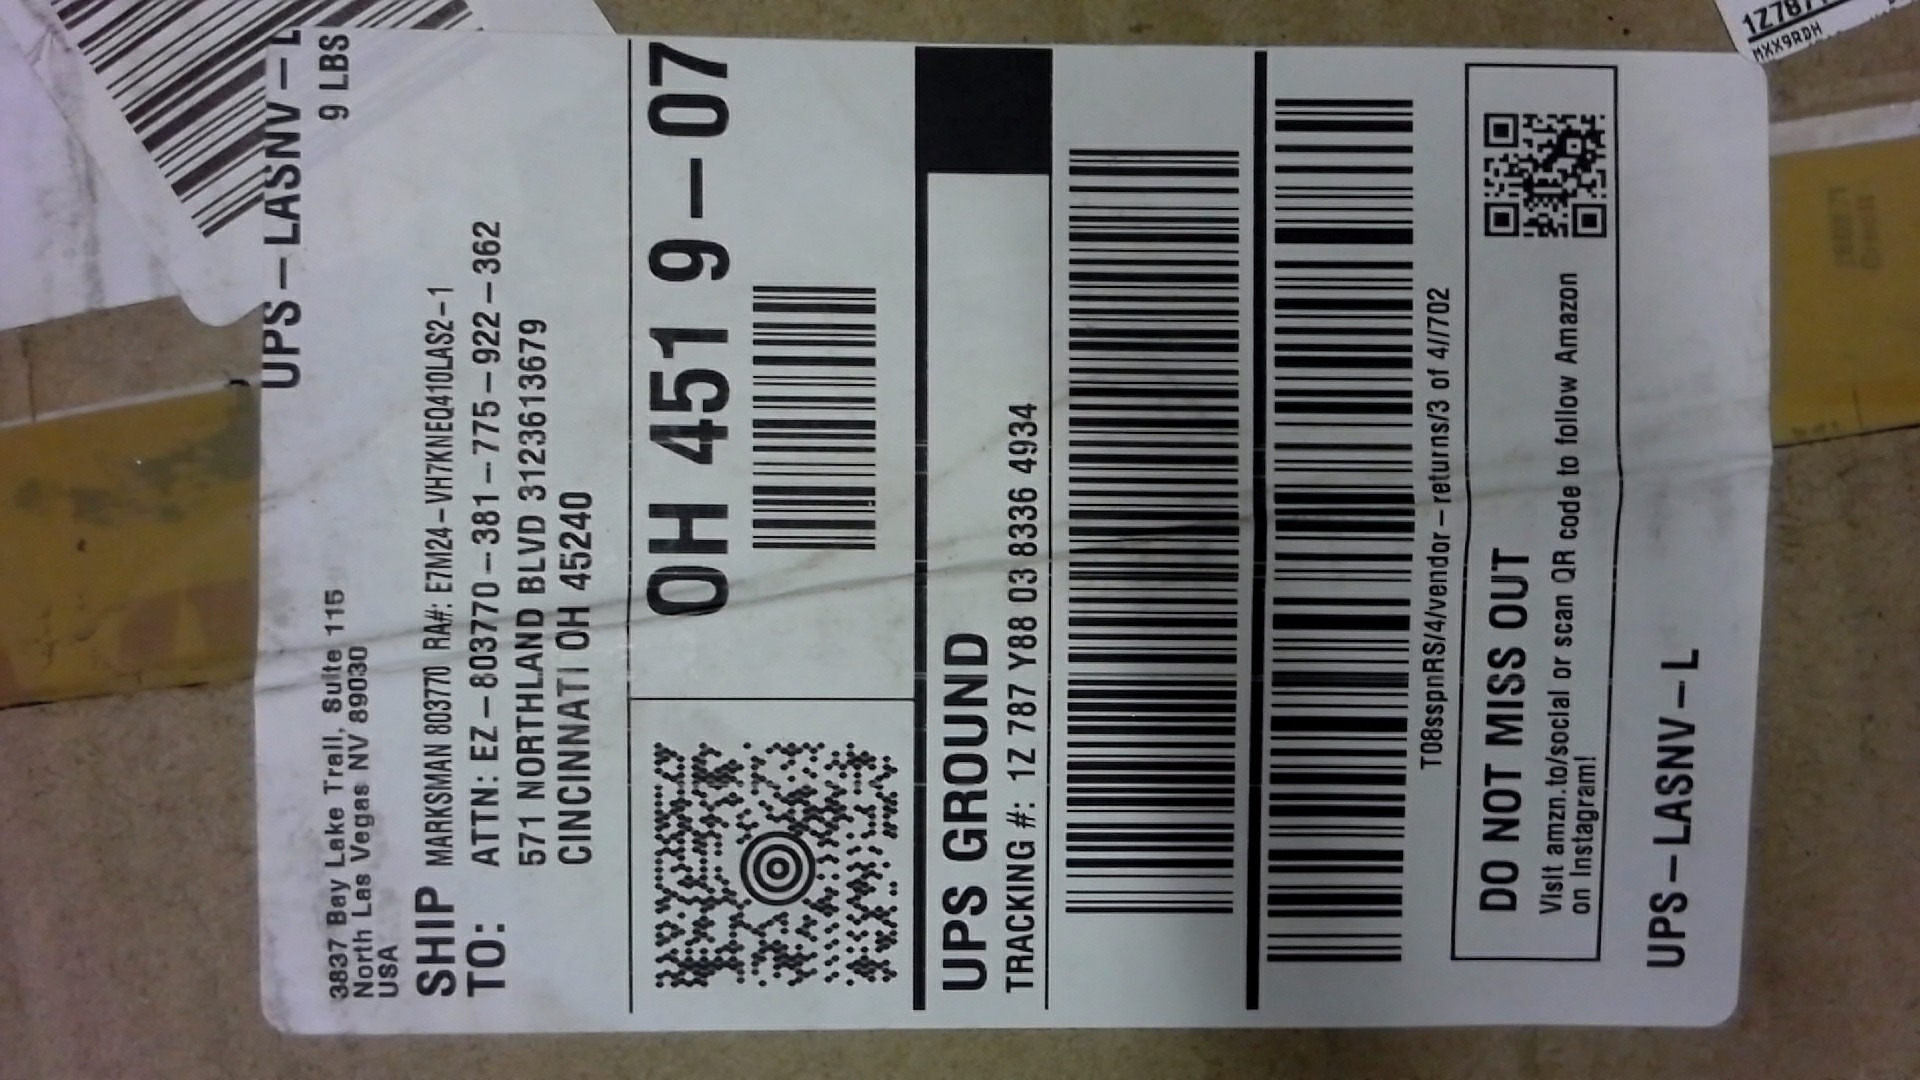 UPS-LASNV-L
9 LBS
3837 Bay Lake Trail, Suite 115
North Las Vegas NV 89030
USA
SHIP
TO:
MARKSMAN 803770 RA#: E7M24-VH7KNEQ410LAS2-1
ATTN: EZ-803770-381-775-922-362
571 NORTHLAND BLVD 3123613679
CINCINNATI OH 45240
OH 451 9-07
UPS GROUND
TRACKING #: 1Z 787 Y88 03 8336 4934
T08sspnRS/4/vendor-returns/3 of 4//702
DO NOT MISS OUT
Visit amzn.to/social or scan QR code to follow Amazon
on Instagram!
UPS-LASNV-L
MXX9RDH